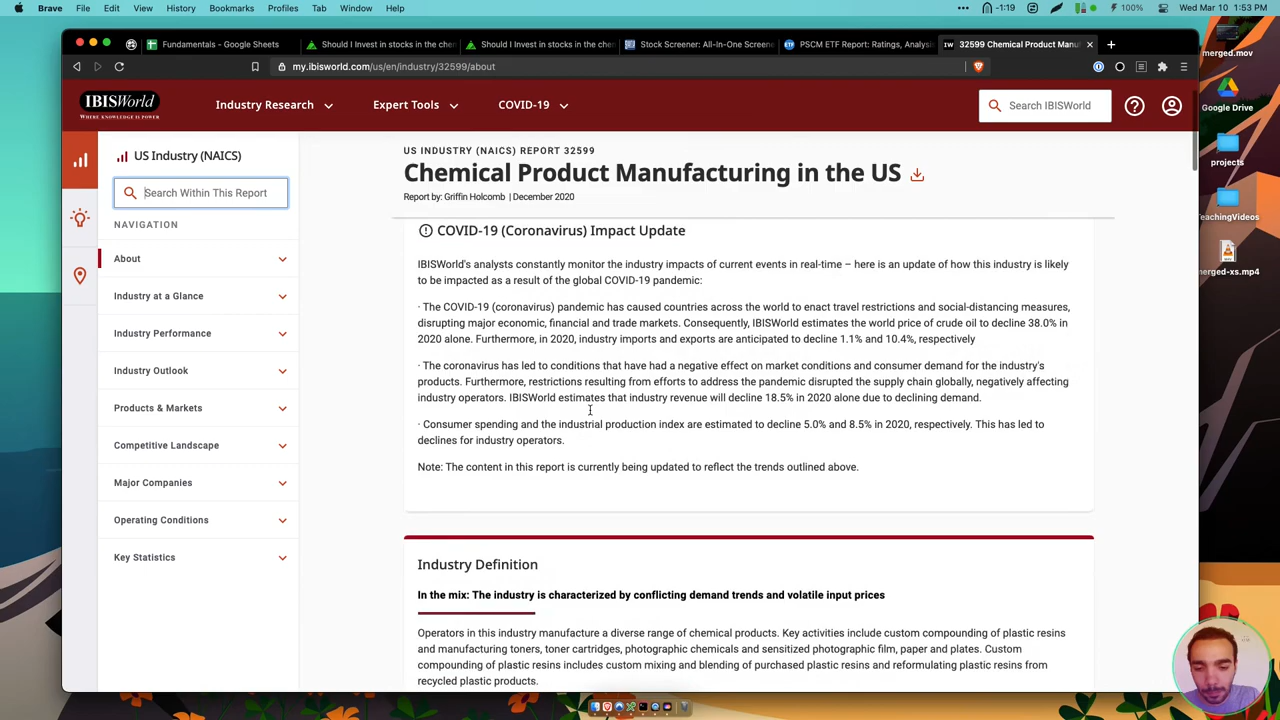 Brave File Edit View History Bookmarks Profiles Tab Window Help
-1:19 100% Wed Mar 10 1:53 PM
Fundamentals - Google Sheets
Should I Invest in stocks in the che
Should I Invest in stocks in the che
Stock Screener: All-In-One Screene
PSCM ETF Report: Ratings, Analysi
32599 Chemical Product Manu
my.ibisworld.com/us/en/industry/32599/about
IBISWorld
WHERE KNOWLEDGE IS POWER
Industry Research
Expert Tools
COVID-19
Search IBISWorld
US Industry (NAICS)
Search Within This Report
NAVIGATION
About
Industry at a Glance
Industry Performance
Industry Outlook
Products & Markets
Competitive Landscape
Major Companies
Operating Conditions
Key Statistics
US INDUSTRY (NAICS) REPORT 32599
Chemical Product Manufacturing in the US
Report by: Griffin Holcomb | December 2020
COVID-19 (Coronavirus) Impact Update
IBISWorld's analysts constantly monitor the industry impacts of current events in real-time – here is an update of how this industry is likely
to be impacted as a result of the global COVID-19 pandemic:
· The COVID-19 (coronavirus) pandemic has caused countries across the world to enact travel restrictions and social-distancing measures,
disrupting major economic, financial and trade markets. Consequently, IBISWorld estimates the world price of crude oil to decline 38.0% in
2020 alone. Furthermore, in 2020, industry imports and exports are anticipated to decline 1.1% and 10.4%, respectively
· The coronavirus has led to conditions that have had a negative effect on market conditions and consumer demand for the industry's
products. Furthermore, restrictions resulting from efforts to address the pandemic disrupted the supply chain globally, negatively affecting
industry operators. IBISWorld estimates that industry revenue will decline 18.5% in 2020 alone due to declining demand.
· Consumer spending and the industrial production index are estimated to decline 5.0% and 8.5% in 2020, respectively. This has led to
declines for industry operators.
Note: The content in this report is currently being updated to reflect the trends outlined above.
Industry Definition
In the mix: The industry is characterized by conflicting demand trends and volatile input prices
Operators in this industry manufacture a diverse range of chemical products. Key activities include custom compounding of plastic resins
and manufacturing toners, toner cartridges, photographic chemicals and sensitized photographic film, paper and plates. Custom
compounding of plastic resins includes custom mixing and blending of purchased plastic resins and reformulating plastic resins from
recycled plastic products.
merged.mov
Google Drive
projects
TeachingVideos
merged-xs.mp4